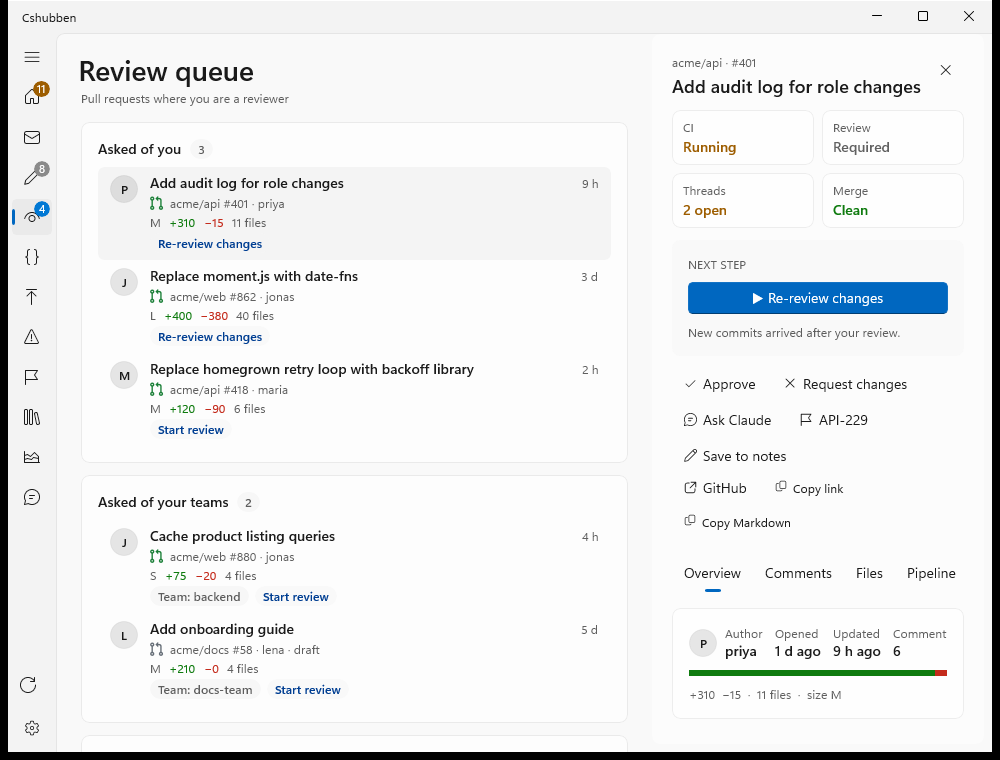 Cshubben
11
8
4
Review queue
Pull requests where you are a reviewer
Asked of you 3
P Add audit log for role changes 9 h
acme/api #401 · priya
M +310 −15 11 files
Re-review changes
J Replace moment.js with date-fns 3 d
acme/web #862 · jonas
L +400 −380 40 files
Re-review changes
M Replace homegrown retry loop with backoff library 2 h
acme/api #418 · maria
M +120 −90 6 files
Start review
Asked of your teams 2
J Cache product listing queries 4 h
acme/web #880 · jonas
S +75 −20 4 files
Team: backend Start review
L Add onboarding guide 5 d
acme/docs #58 · lena · draft
M +210 −0 4 files
Team: docs-team Start review
acme/api · #401
Add audit log for role changes
CI Review
Running Required
Threads Merge
2 open Clean
NEXT STEP
Re-review changes
New commits arrived after your review.
Approve Request changes
Ask Claude API-229
Save to notes
GitHub Copy link
Copy Markdown
Overview Comments Files Pipeline
P Author Opened Updated Comment
priya 1 d ago 9 h ago 6
+310 −15 · 11 files · size M